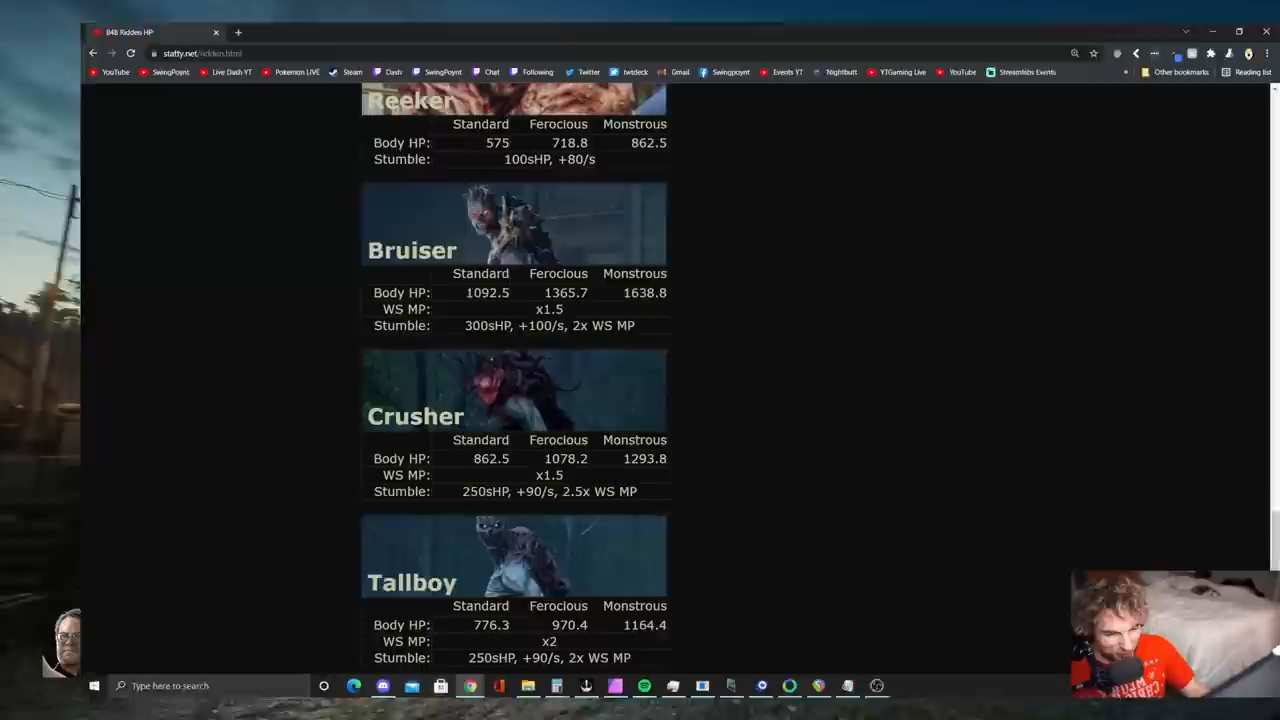 B4B Ridden HP
statty.net/ridden.html
YouTube SwingPoynt Live Dash YT Pokemon LIVE Steam Dash SwingPoynt Chat Following Twitter twtdeck Gmail Swingpoynt Events YT Nightbutt YTGaming Live YouTube Streamlabs Events Other bookmarks Reading list
Reeker
Standard Ferocious Monstrous
Body HP: 575 718.8 862.5
Stumble: 100sHP, +80/s
Bruiser
Standard Ferocious Monstrous
Body HP: 1092.5 1365.7 1638.8
WS MP: x1.5
Stumble: 300sHP, +100/s, 2x WS MP
Crusher
Standard Ferocious Monstrous
Body HP: 862.5 1078.2 1293.8
WS MP: x1.5
Stumble: 250sHP, +90/s, 2.5x WS MP
Tallboy
Standard Ferocious Monstrous
Body HP: 776.3 970.4 1164.4
WS MP: x2
Stumble: 250sHP, +90/s, 2x WS MP
Type here to search